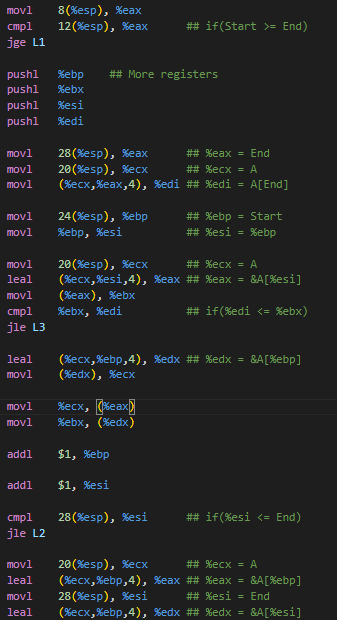 movl 8(%esp), %eax
cmpl 12(%esp), %eax ## if(Start >= End)
jge L1
pushl %ebp ## More registers
pushl %ebx
pushl %esi
pushl %edi
movl 28(%esp), %eax ## %eax = End
movl 20(%esp), %ecx ## %ecx = A
movl (%ecx,%eax,4), %edi ## %edi = A[End]
movl 24(%esp), %ebp ## %ebp = Start
movl %ebp, %esi ## %esi = %ebp
movl 20(%esp), %ecx ## %ecx = A
leal (%ecx,%esi,4), %eax ## %eax = &A[%esi]
movl (%eax), %ebx
cmpl %ebx, %edi ## if(%edi <= %ebx)
jle L3
leal (%ecx,%ebp,4), %edx ## %edx = &A[%ebp]
movl (%edx), %ecx
movl %ecx, (%eax)
movl %ebx, (%edx)
addl $1, %ebp
addl $1, %esi
cmpl 28(%esp), %esi ## if(%esi <= End)
jle L2
movl 20(%esp), %ecx ## %ecx = A
leal (%ecx,%ebp,4), %eax ## %eax = &A[%ebp]
movl 28(%esp), %esi ## %esi = End
leal (%ecx,%ebp,4), %edx ## %edx = &A[%esi]